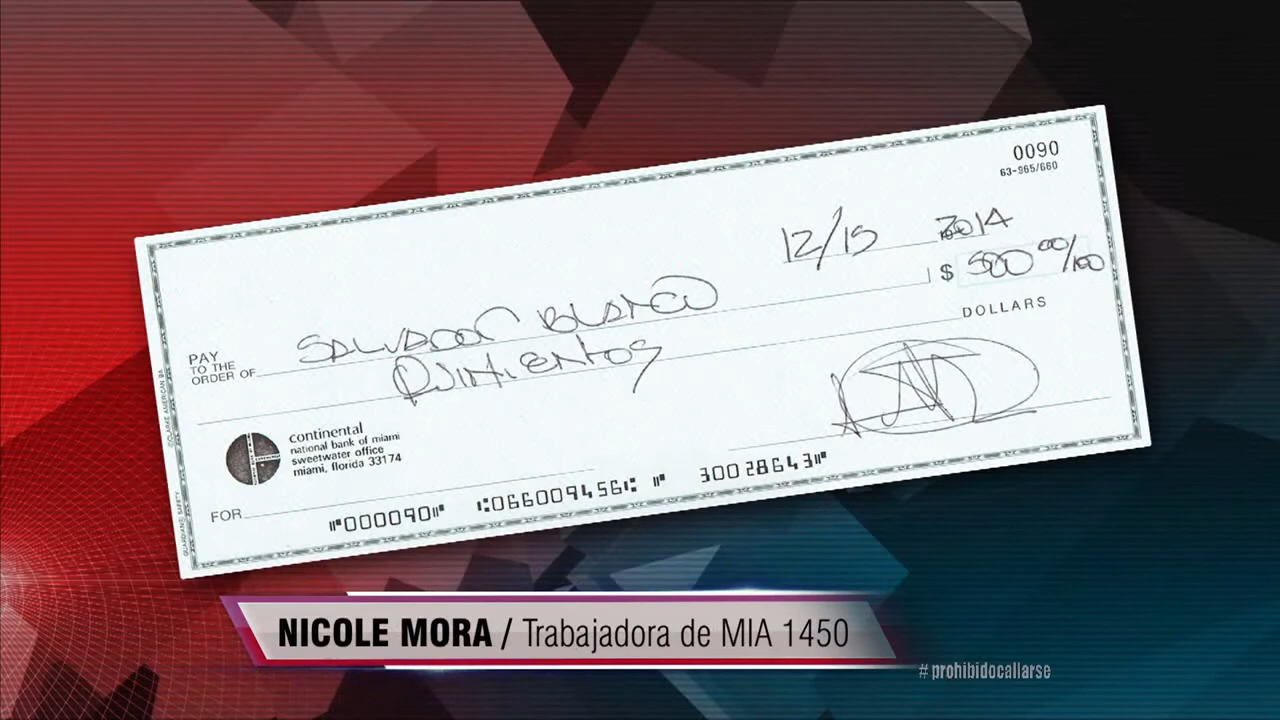 0090
63-965/660
12/15 2014
PAY
TO THE
ORDER OF
SALVADOR BLANCO
$ 500 00/100
QUINIENTOS
DOLLARS
continental
national bank of miami
sweetwater office
miami, florida 33174
FOR
⑈000090⑈ ⑆066009456⑆ ⑈ 30028643⑈
NICOLE MORA / Trabajadora de MIA 1450
#prohibidocallarse